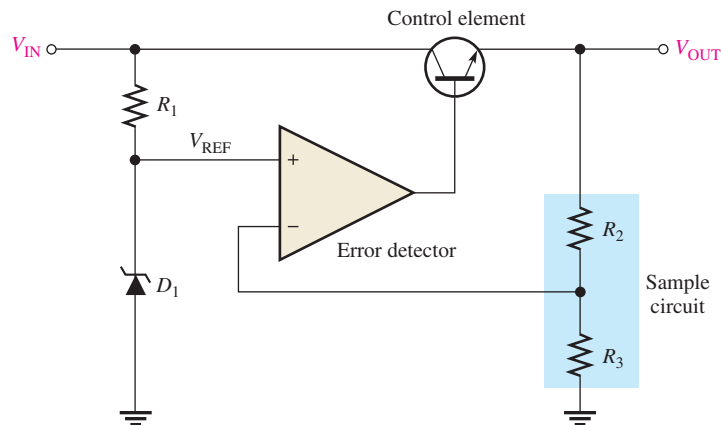 Control element
V_IN
V_OUT
R_1
V_REF
+
−
Error detector
R_2
D_1
Sample
circuit
R_3